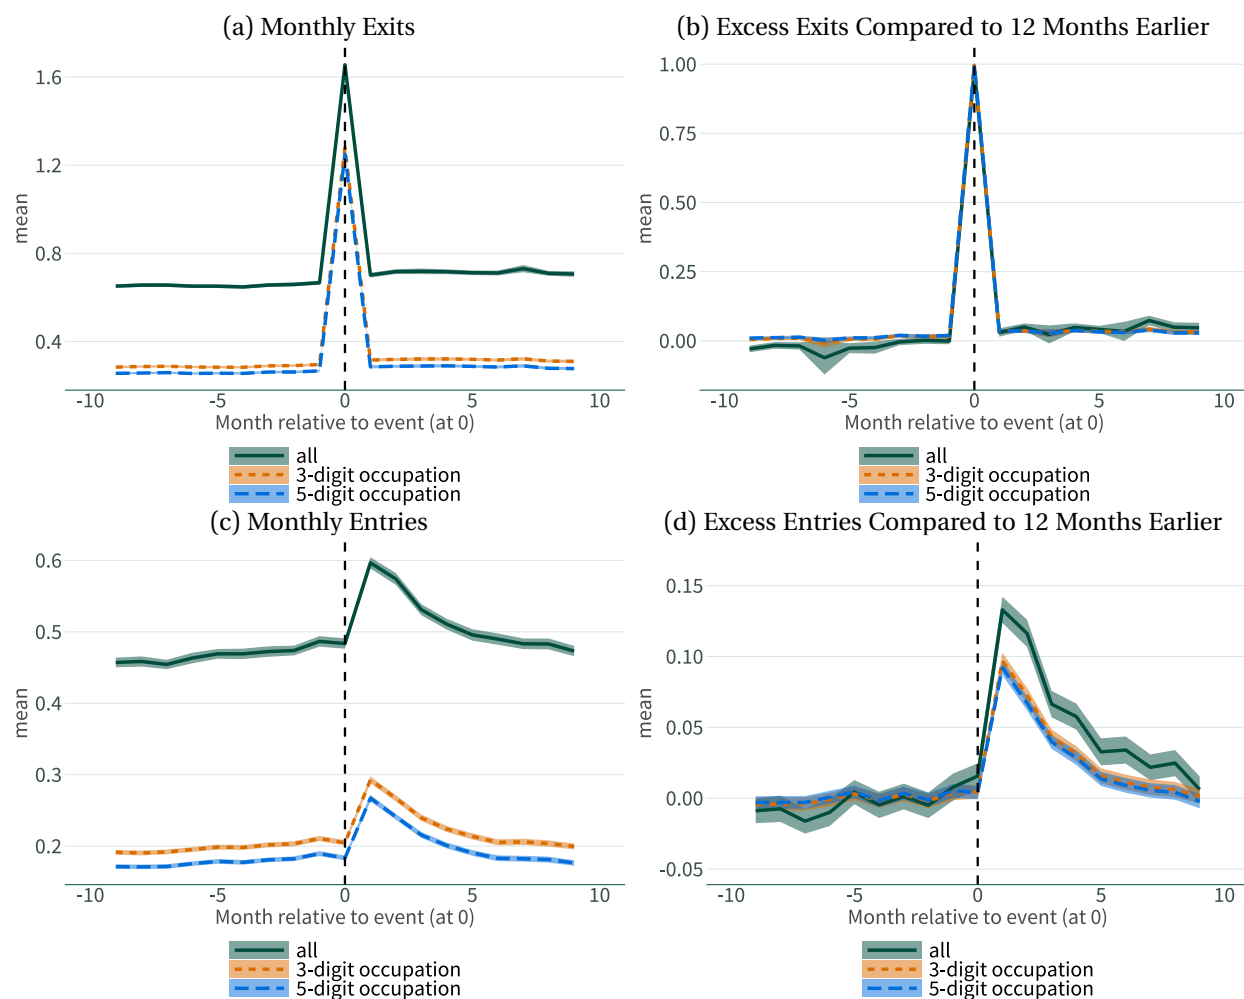 (a) Monthly Exits
mean
1.6
1.2
0.8
0.4
-10
-5
0
5
10
Month relative to event (at 0)
all
3-digit occupation
5-digit occupation
(b) Excess Exits Compared to 12 Months Earlier
mean
1.00
0.75
0.50
0.25
0.00
-10
-5
0
5
10
Month relative to event (at 0)
all
3-digit occupation
5-digit occupation
(c) Monthly Entries
mean
0.6
0.5
0.4
0.3
0.2
-10
-5
0
5
10
Month relative to event (at 0)
all
3-digit occupation
5-digit occupation
(d) Excess Entries Compared to 12 Months Earlier
mean
0.15
0.10
0.05
0.00
-0.05
-10
-5
0
5
10
Month relative to event (at 0)
all
3-digit occupation
5-digit occupation